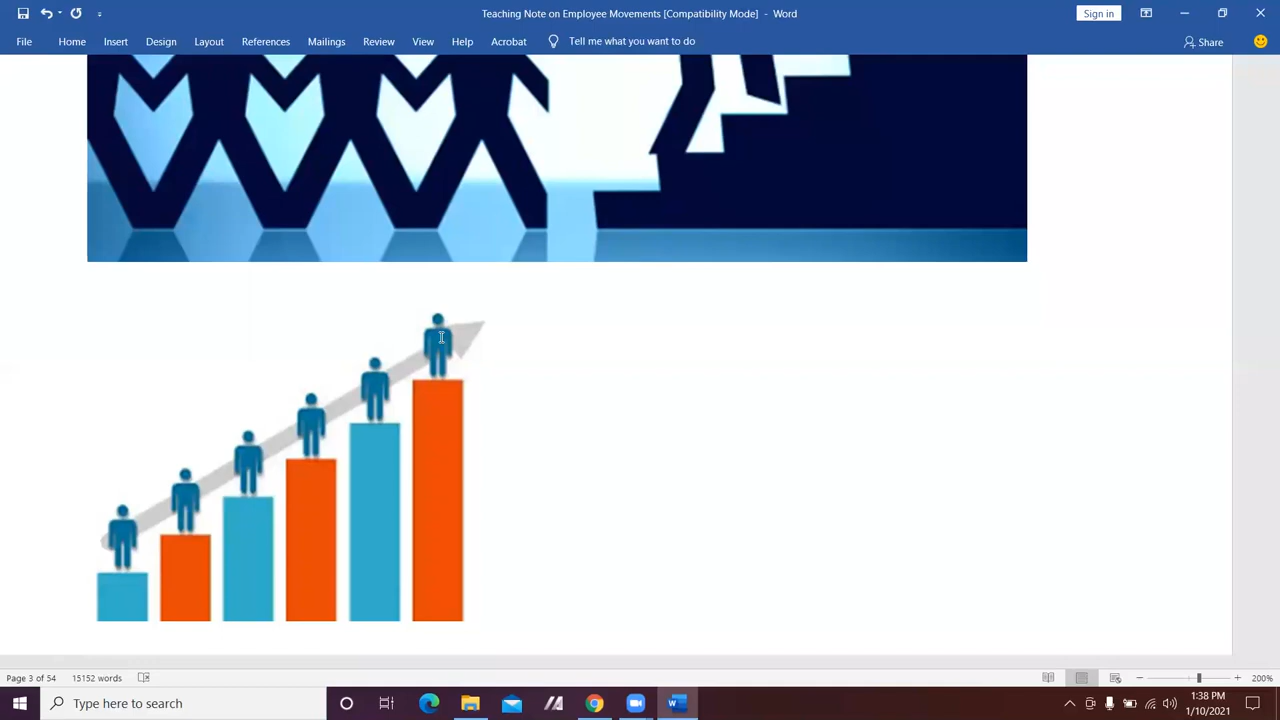 Teaching Note on Employee Movements [Compatibility Mode] - Word
Sign in
File Home Insert Design Layout References Mailings Review View Help Acrobat Tell me what you want to do Share
Page 3 of 54 15152 words 200%
Type here to search
1:38 PM
1/10/2021